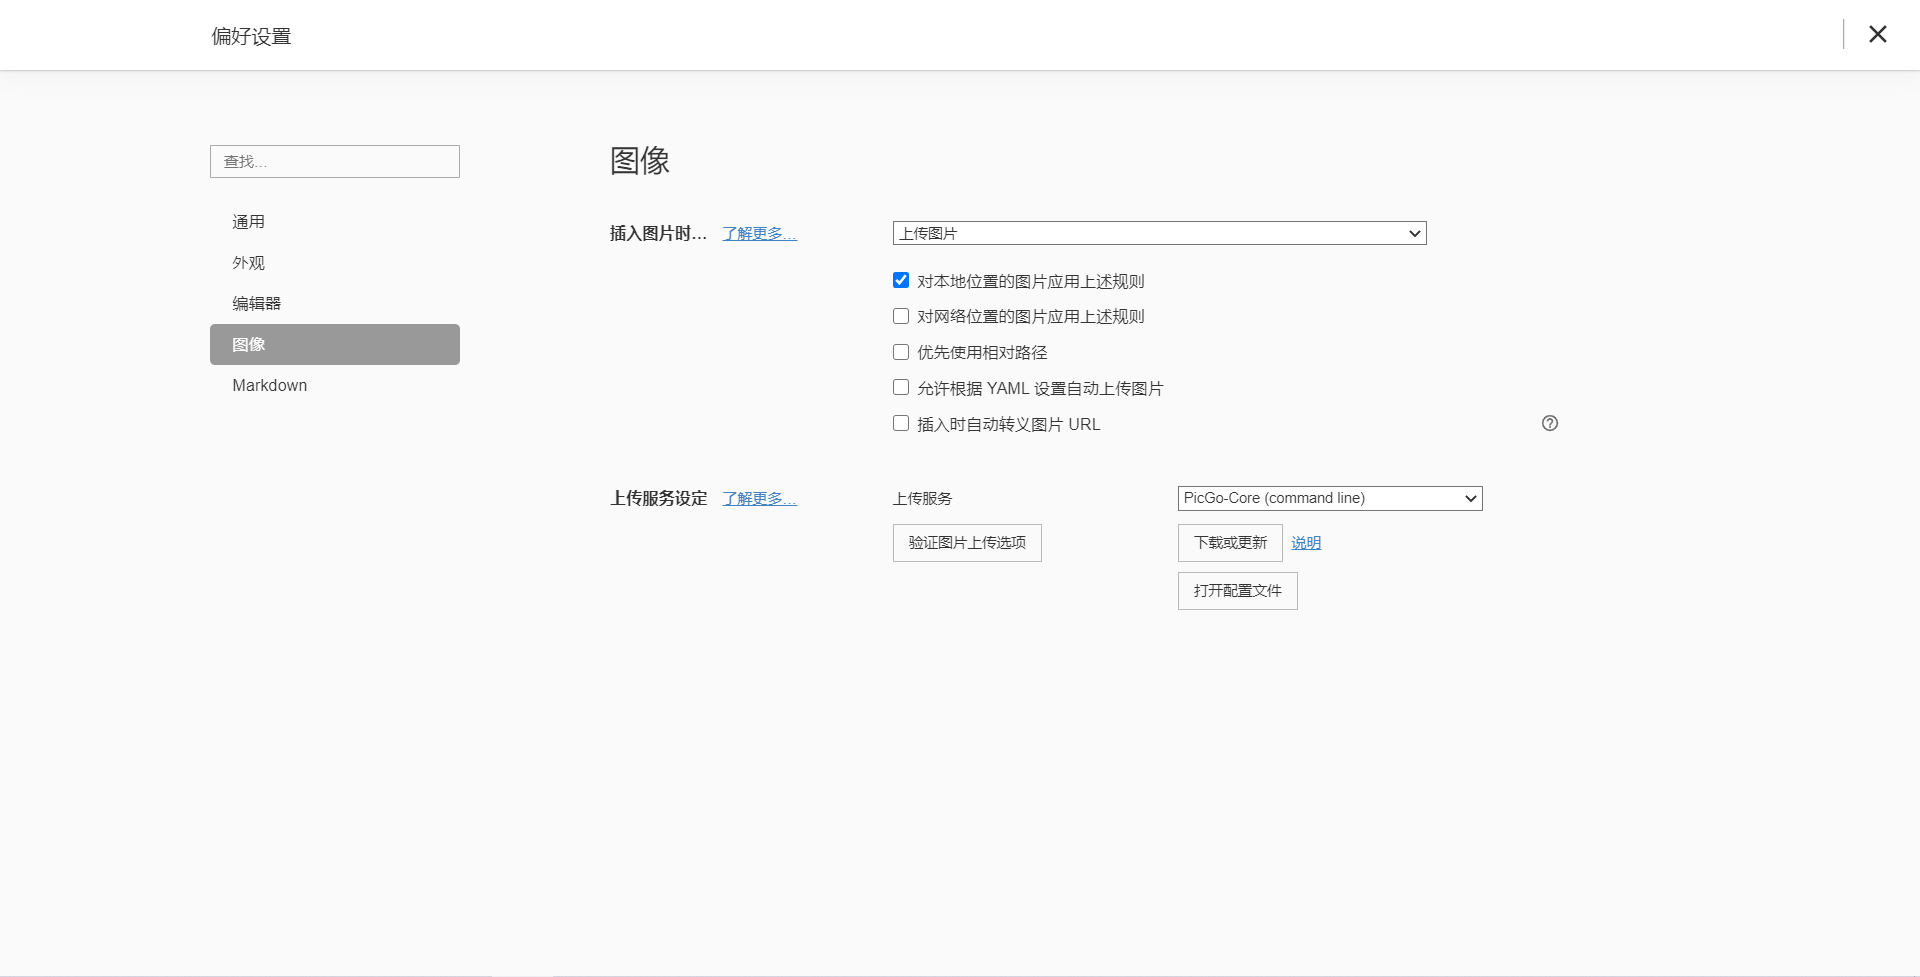 偏好设置
查找...
通用
外观
编辑器
图像
Markdown
图像
插入图片时... 了解更多... 上传图片
对本地位置的图片应用上述规则
对网络位置的图片应用上述规则
优先使用相对路径
允许根据 YAML 设置自动上传图片
插入时自动转义图片 URL
上传服务设定 了解更多... 上传服务 PicGo-Core (command line)
验证图片上传选项 下载或更新 说明
打开配置文件